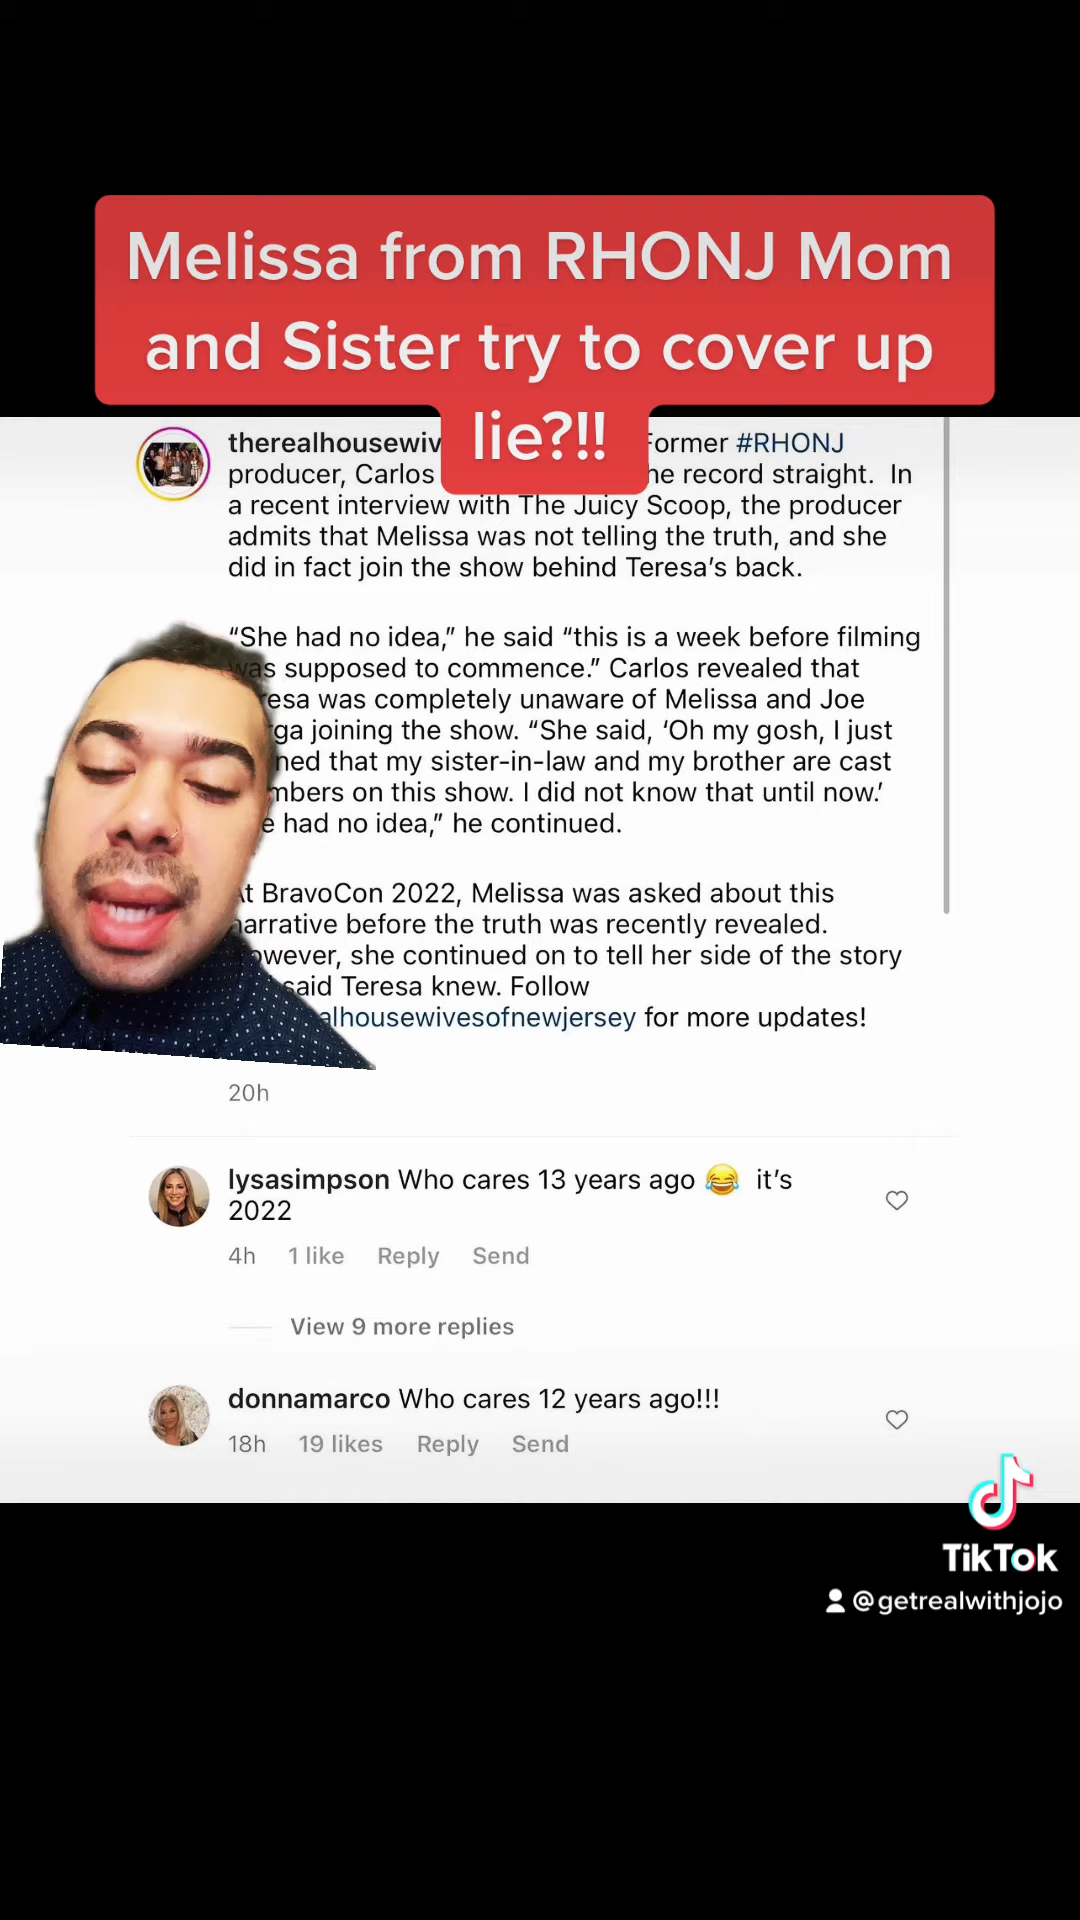 Melissa from RHONJ Mom
and Sister try to cover up
lie?!!
therealhousewiv Former #RHONJ
producer, Carlos he record straight. In
a recent interview with The Juicy Scoop, the producer
admits that Melissa was not telling the truth, and she
did in fact join the show behind Teresa's back.
“She had no idea,” he said “this is a week before filming
was supposed to commence.” Carlos revealed that
resa was completely unaware of Melissa and Joe
rga joining the show. “She said, ‘Oh my gosh, I just
ned that my sister-in-law and my brother are cast
mbers on this show. I did not know that until now.’
e had no idea,” he continued.
At BravoCon 2022, Melissa was asked about this
narrative before the truth was recently revealed.
owever, she continued on to tell her side of the story
said Teresa knew. Follow
alhousewivesofnewjersey for more updates!
20h
lysasimpson Who cares 13 years ago 😂 it's
2022
4h 1 like Reply Send
View 9 more replies
donnamarco Who cares 12 years ago!!!
18h 19 likes Reply Send
TikTok
@getrealwithjojo